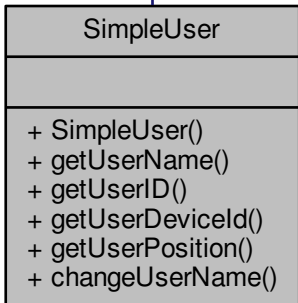 SimpleUser
+ SimpleUser()
+ getUserName()
+ getUserID()
+ getUserDeviceId()
+ getUserPosition()
+ changeUserName()